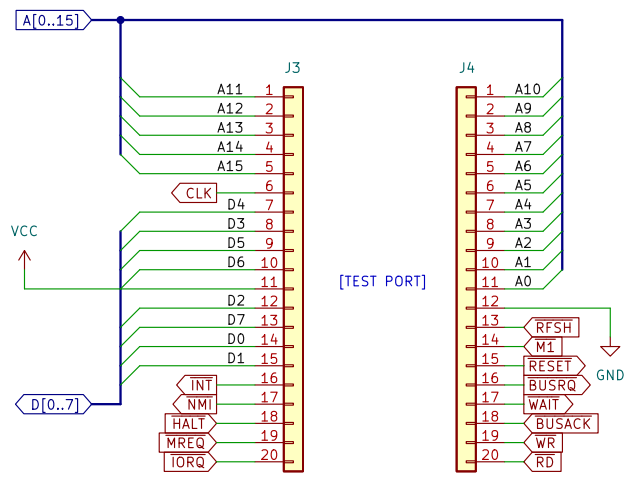 A[0..15]
J3
J4
A11 1
A12 2
A13 3
A14 4
A15 5
CLK 6
D4 7
D3 8
D5 9
D6 10
VCC 11
D2 12
D7 13
D0 14
D1 15
INT 16
NMI 17
HALT 18
MREQ 19
IORQ 20
D[0..7]
[TEST PORT]
1 A10
2 A9
3 A8
4 A7
5 A6
6 A5
7 A4
8 A3
9 A2
10 A1
11 A0
12 GND
13 RFSH
14 M1
15 RESET
16 BUSRQ
17 WAIT
18 BUSACK
19 WR
20 RD